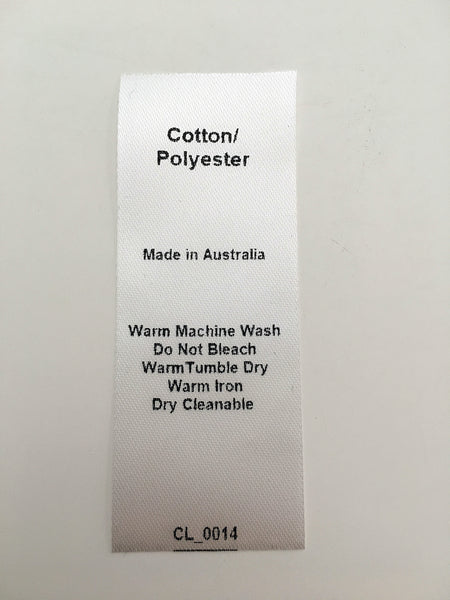 Cotton/
Polyester
Made in Australia
Warm Machine Wash
Do Not Bleach
WarmTumble Dry
Warm Iron
Dry Cleanable
CL_0014